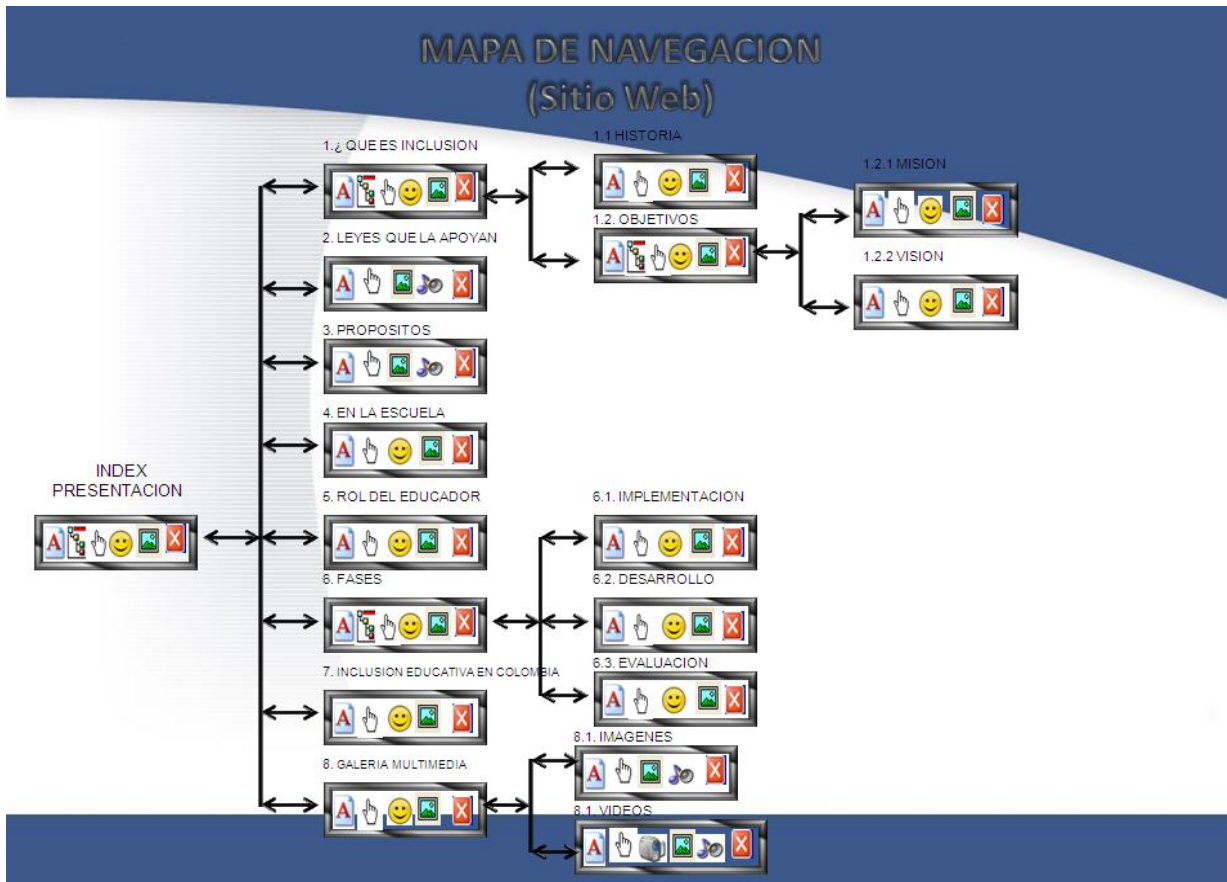 MAPA DE NAVEGACION
(Sitio Web)
1.¿ QUE ES INCLUSION
1.1 HISTORIA
1.2.1 MISION
1.2. OBJETIVOS
2. LEYES QUE LA APOYAN
1.2.2 VISION
3. PROPOSITOS
4. EN LA ESCUELA
INDEX
PRESENTACION
5. ROL DEL EDUCADOR
6.1. IMPLEMENTACION
6. FASES
6.2. DESARROLLO
7. INCLUSION EDUCATIVA EN COLOMBIA
6.3. EVALUACION
8. GALERIA MULTIMEDIA
8.1. IMAGENES
8.1. VIDEOS